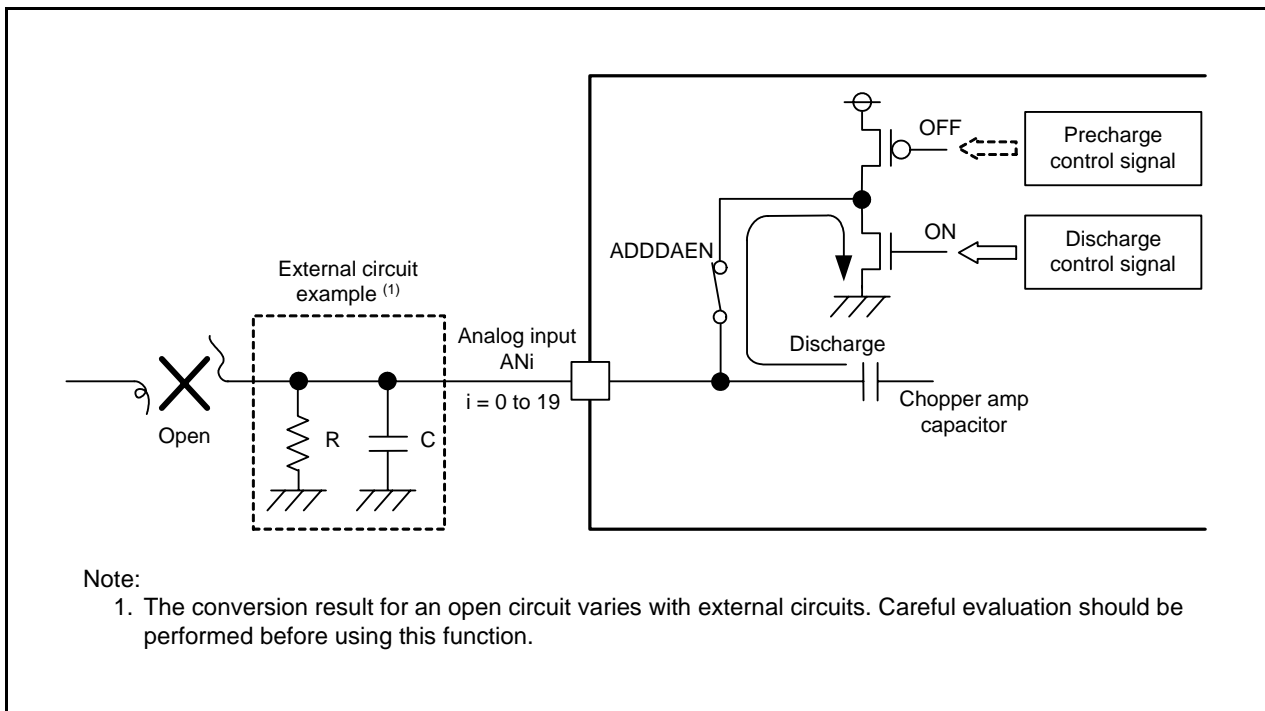 OFF
Precharge
control signal
ON
Discharge
control signal
ADDDAEN
External circuit
example (1)
Analog input
ANi
i = 0 to 19
Discharge
Chopper amp
capacitor
Open
R
C
Note:
1. The conversion result for an open circuit varies with external circuits. Careful evaluation should be
performed before using this function.